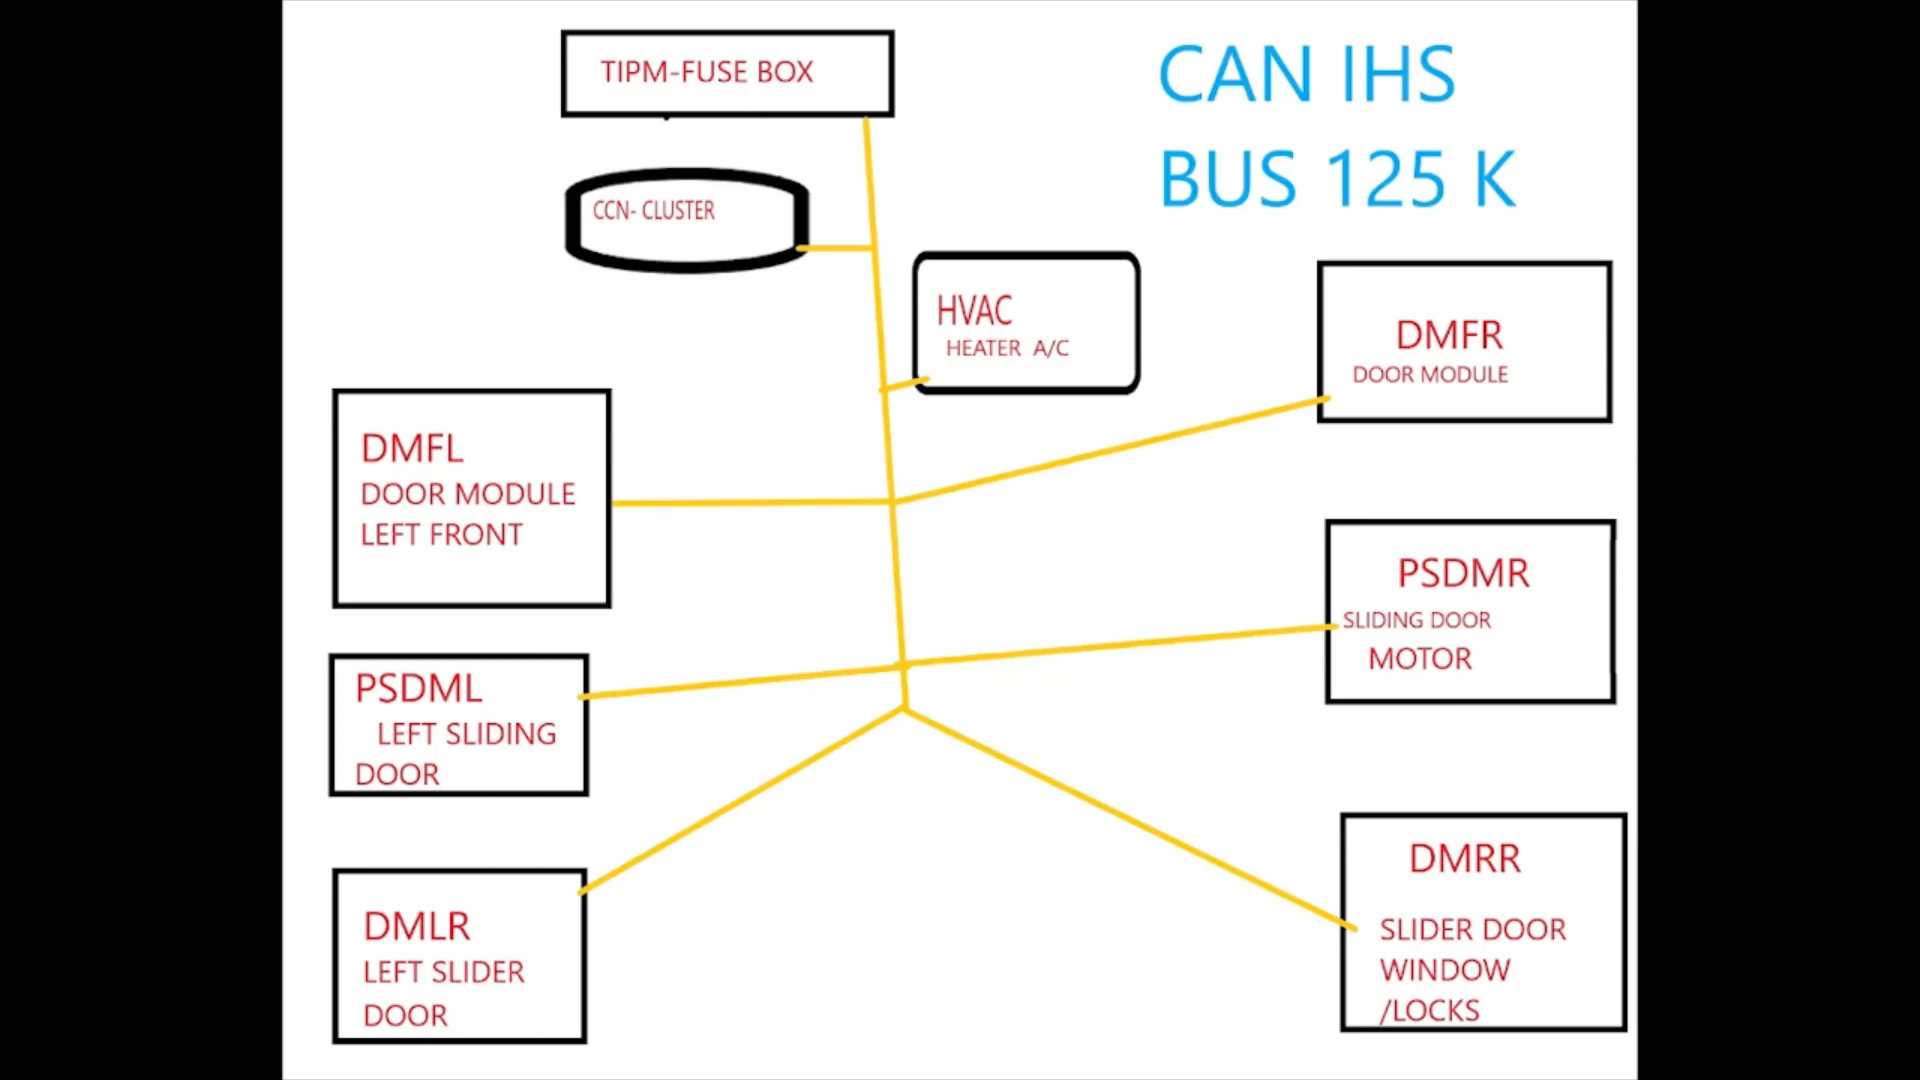 TIPM-FUSE BOX
CAN IHS
BUS 125 K
CCN- CLUSTER
HVAC
HEATER A/C
DMFR
DOOR MODULE
DMFL
DOOR MODULE
LEFT FRONT
PSDMR
SLIDING DOOR
MOTOR
PSDML
LEFT SLIDING
DOOR
DMRR
SLIDER DOOR
WINDOW
/LOCKS
DMLR
LEFT SLIDER
DOOR